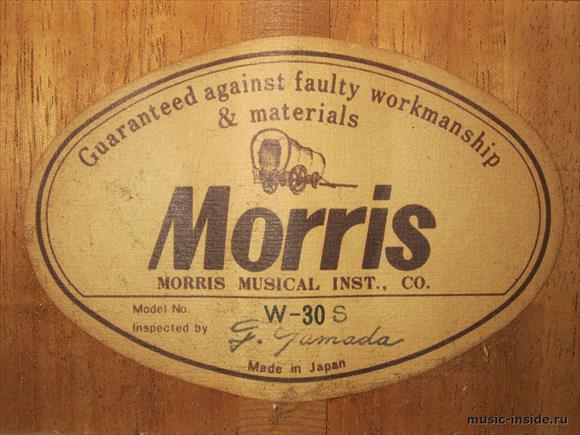 Guaranteed against faulty workmanship
& materials
Morris
MORRIS MUSICAL INST., CO.
Model No. W-30 S
Inspected by G. Yamada
Made in Japan
music-inside.ru